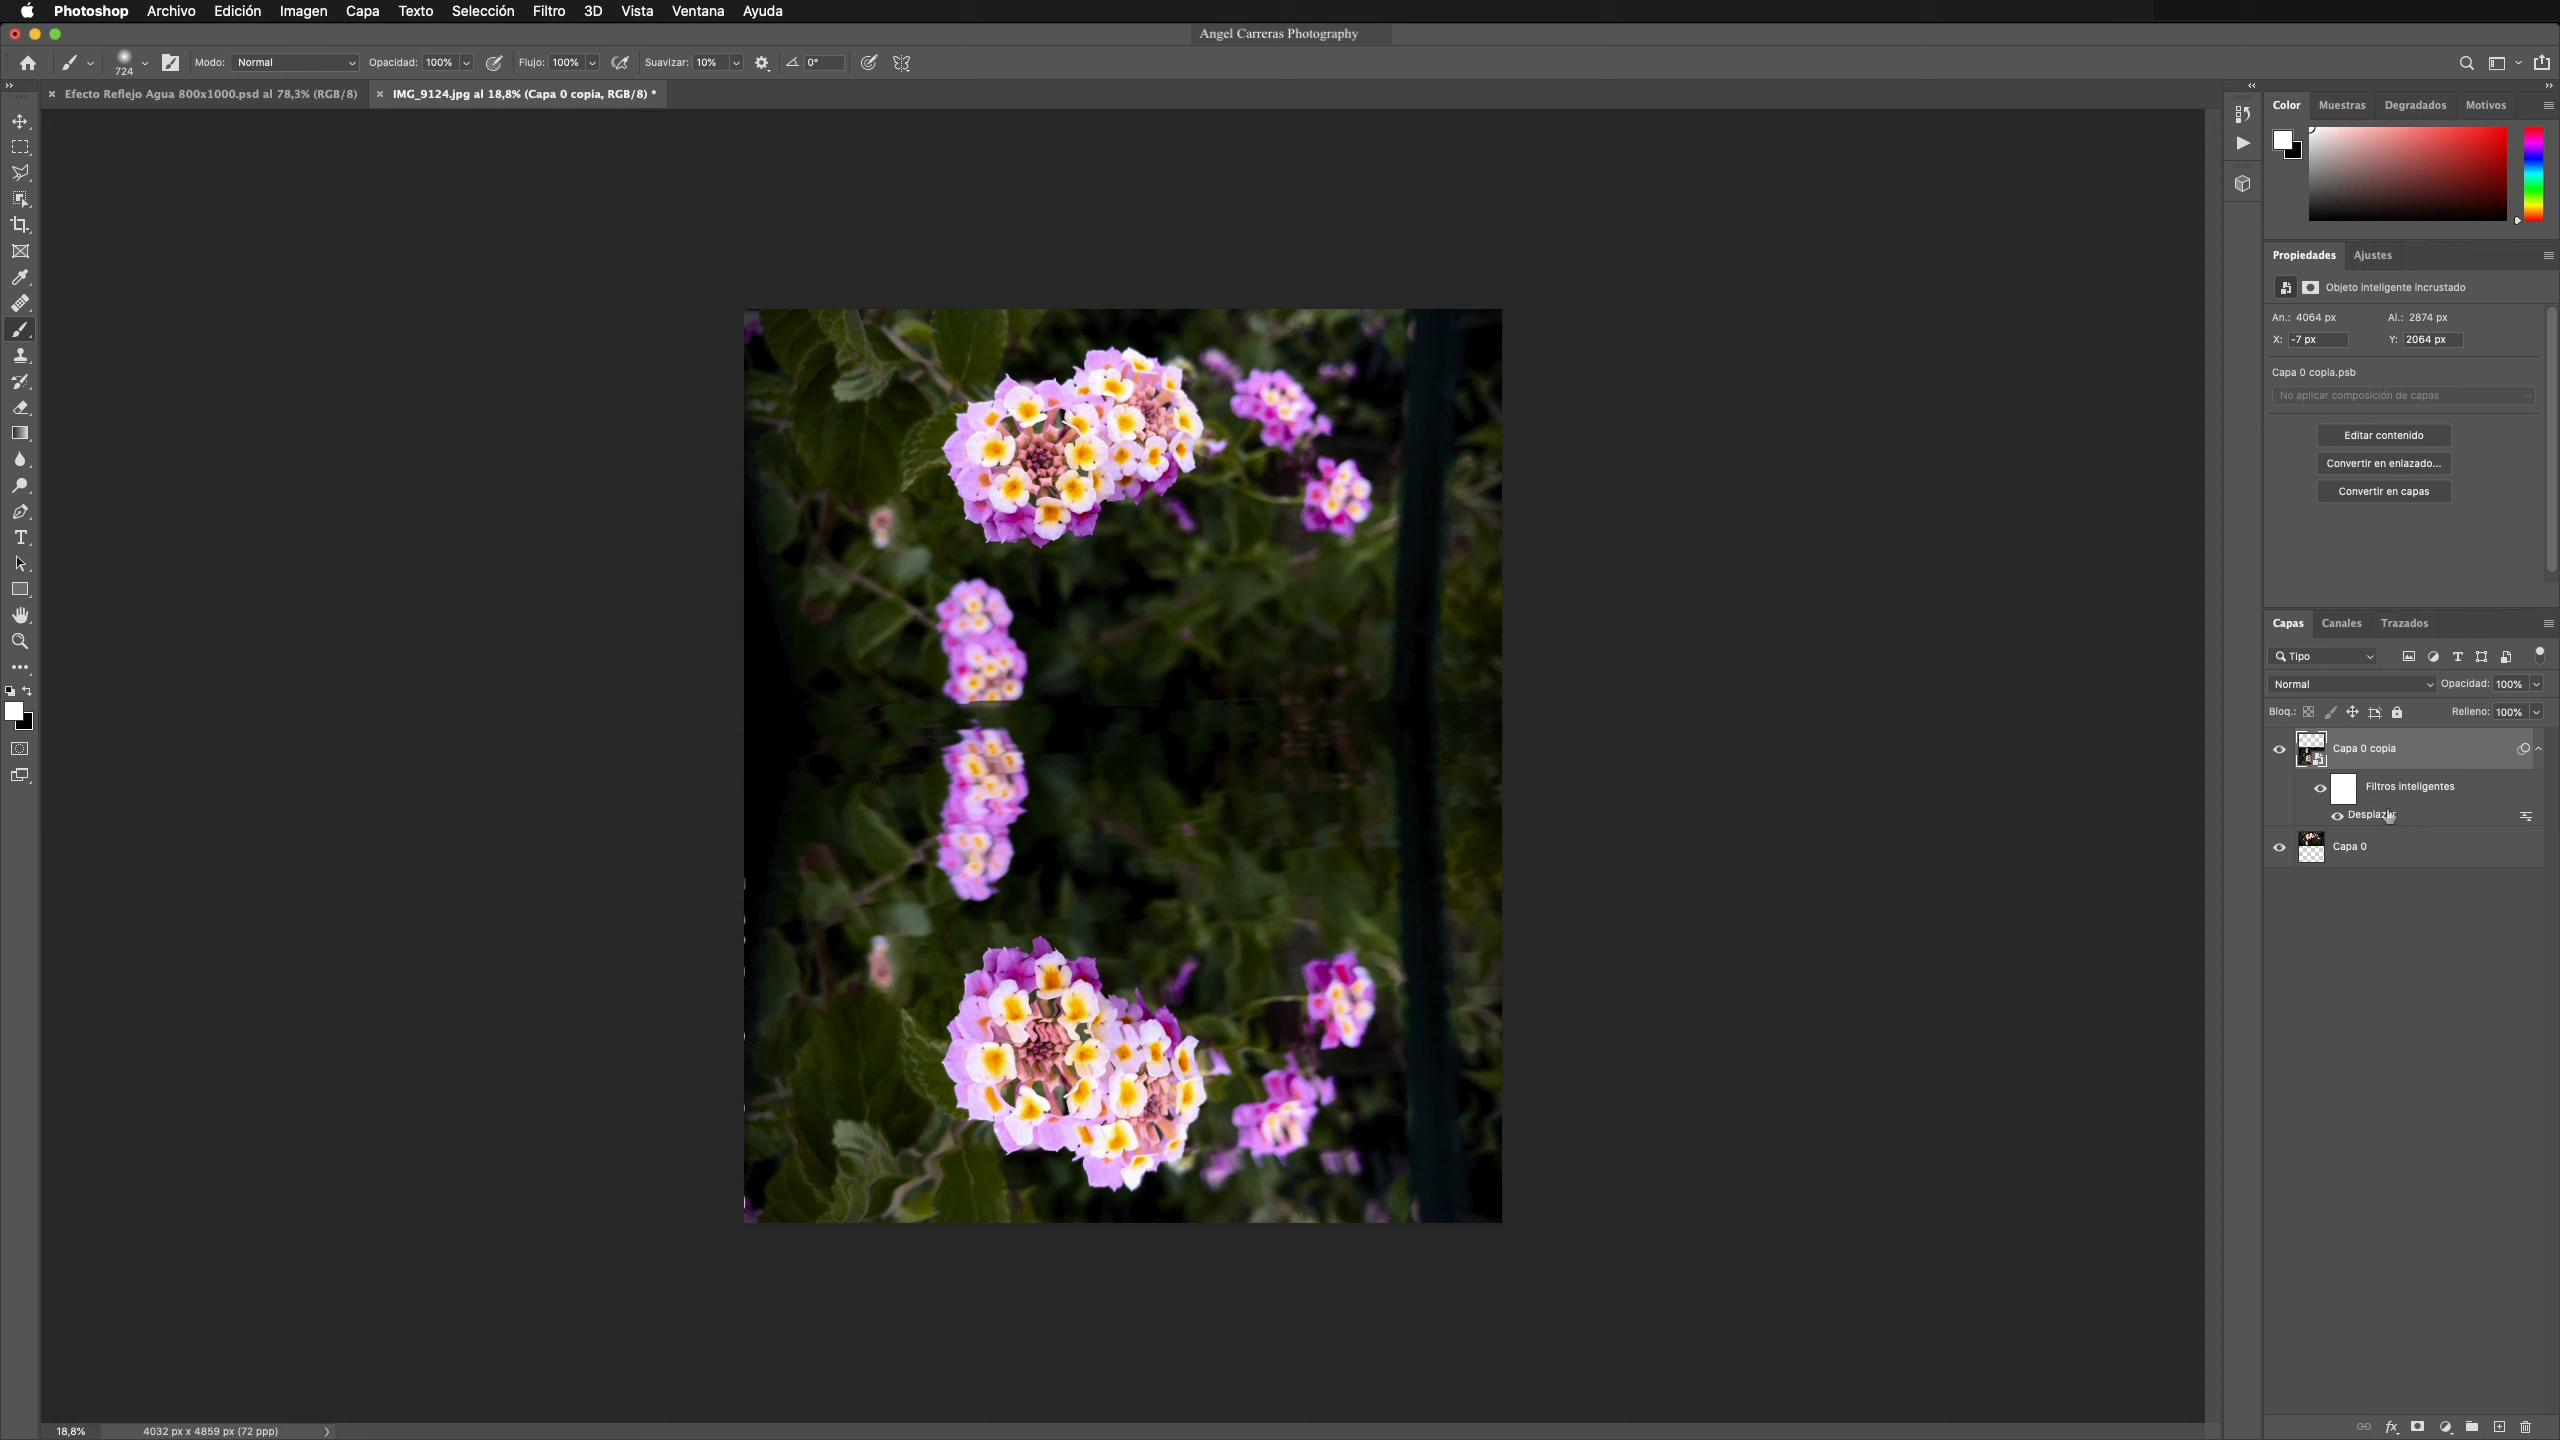 Photoshop Archivo Edición Imagen Capa Texto Selección Filtro 3D Vista Ventana Ayuda
Angel Carreras Photography
724 Modo: Normal Opacidad: 100% Flujo: 100% Suavizar: 10% 0°
Efecto Reflejo Agua 800x1000.psd al 78,3% (RGB/8) IMG_9124.jpg al 18,8% (Capa 0 copia, RGB/8) *
Color Muestras Degradados Motivos
Propiedades Ajustes
Objeto inteligente incrustado
An.: 4064 px Al.: 2874 px
X: -7 px Y: 2064 px
Capa 0 copia.psb
No aplicar composición de capas
Editar contenido
Convertir en enlazado...
Convertir en capas
Capas Canales Trazados
Tipo
Normal Opacidad: 100%
Bloq.: Relleno: 100%
Capa 0 copia
Filtros inteligentes
Desplazar
Capa 0
18,8% 4032 px x 4859 px (72 ppp)